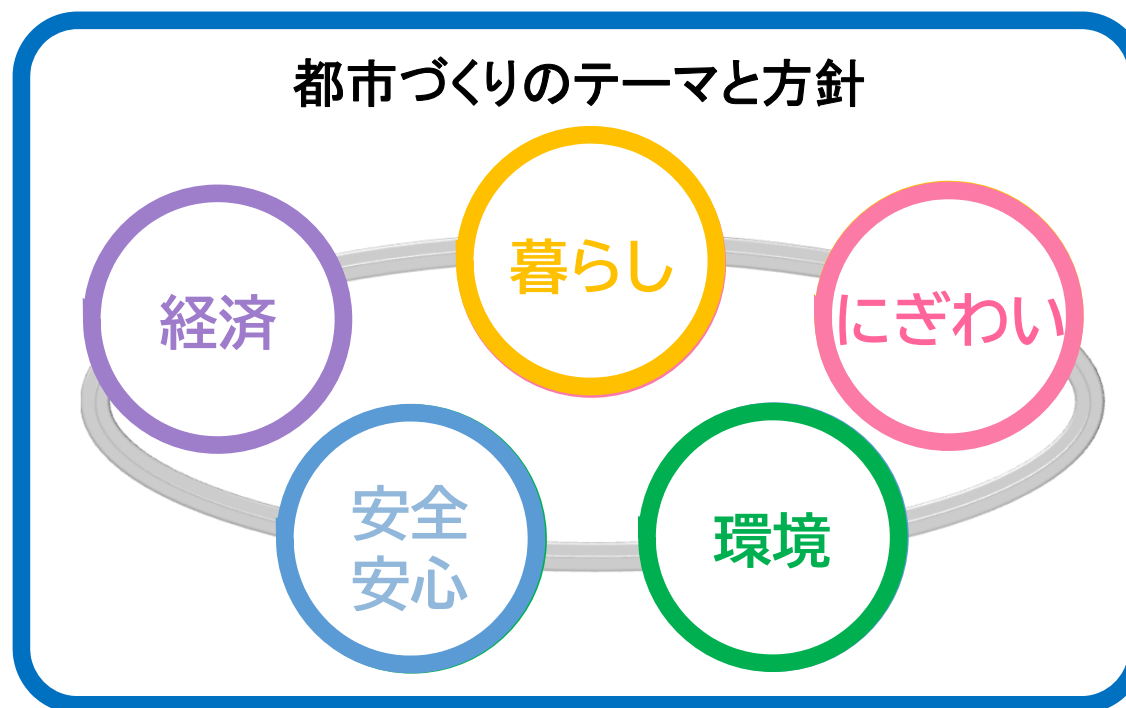 都市づくりのテーマと方針
暮らし
経済
にぎわい
安全
安心
環境